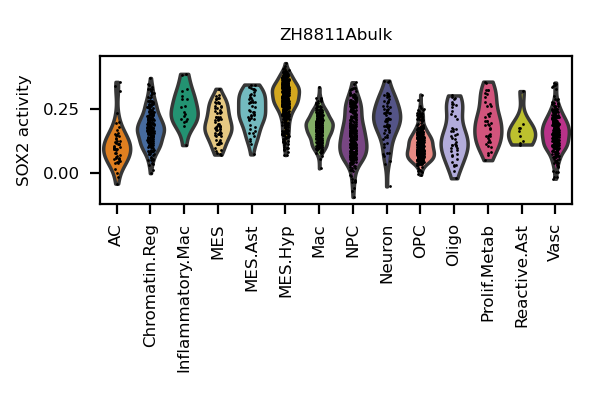 ZH8811Abulk
SOX2 activity
0.25
0.00
AC
Chromatin.Reg
Inflammatory.Mac
MES
MES.Ast
MES.Hyp
Mac
NPC
Neuron
OPC
Oligo
Prolif.Metab
Reactive.Ast
Vasc